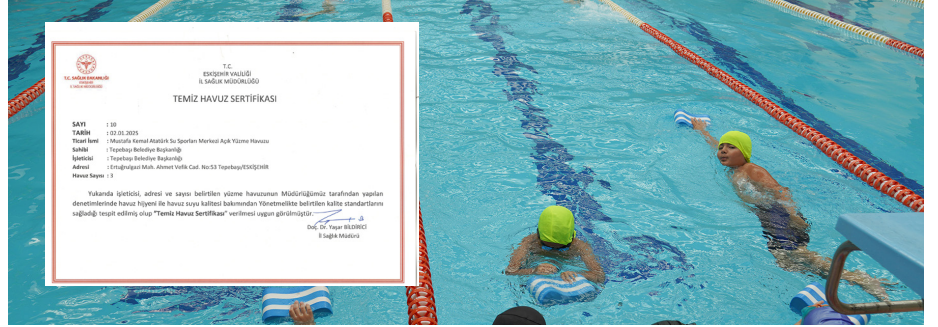 T.C.
ESKİŞEHİR VALİLİĞİ
İL SAĞLIK MÜDÜRLÜĞÜ
T.C. SAĞLIK BAKANLIĞI
ESKİŞEHİR
İL SAĞLIK MÜDÜRLÜĞÜ
TEMİZ HAVUZ SERTİFİKASI
SAYI : 10
TARİH : 02.01.2025
Ticari İsmi : Mustafa Kemal Atatürk Su Sporları Merkezi Açık Yüzme Havuzu
Sahibi : Tepebaşı Belediye Başkanlığı
İşleticisi : Tepebaşı Belediye Başkanlığı
Adresi : Ertuğrulgazi Mah. Ahmet Vefik Cad. No:53 Tepebaşı/ESKİŞEHİR
Havuz Sayısı : 3
Yukarıda işleticisi, adresi ve sayısı belirtilen yüzme havuzunun Müdürlüğümüz tarafından yapılan
denetimlerinde havuz hijyeni ile havuz suyu kalitesi bakımından Yönetmelikte belirtilen kalite standartlarını
sağladığı tespit edilmiş olup "Temiz Havuz Sertifikası" verilmesi uygun görülmüştür.
Doç. Dr. Yaşar BİLDİRİCİ
İl Sağlık Müdürü